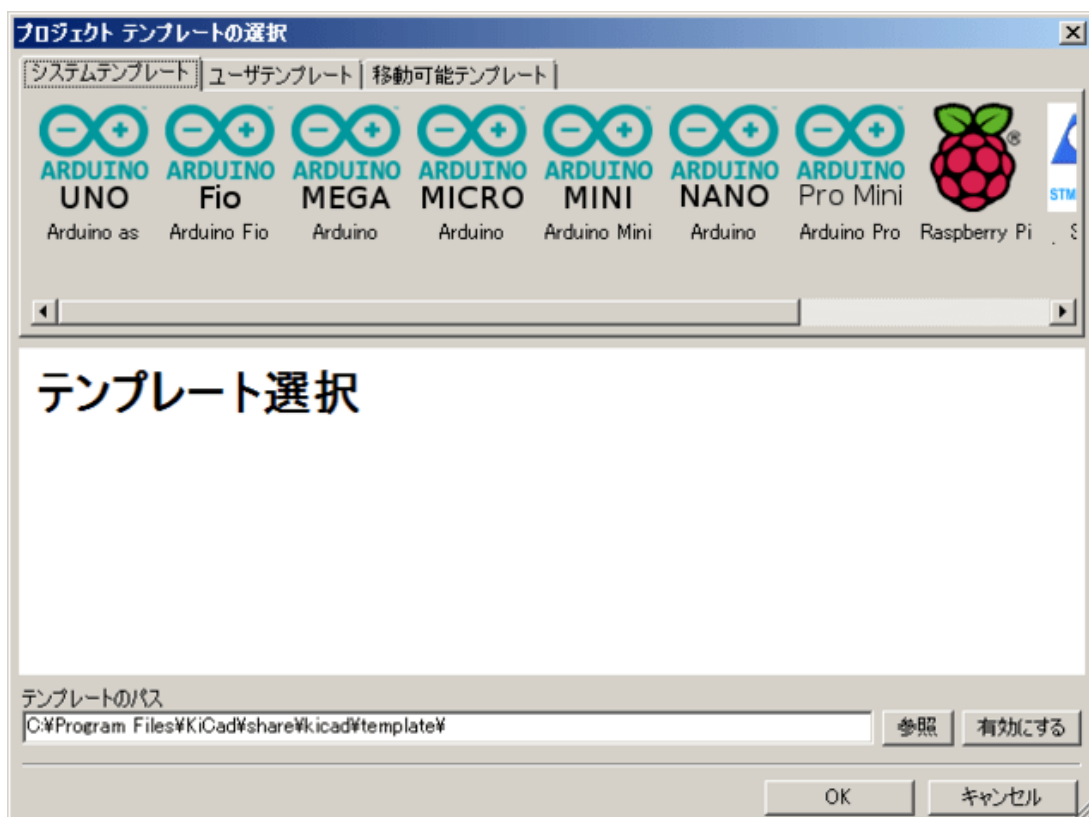 プロジェクト テンプレートの選択
システムテンプレート ユーザテンプレート 移動可能テンプレート
ARDUINO ARDUINO ARDUINO ARDUINO ARDUINO ARDUINO ARDUINO ®
UNO Fio MEGA MICRO MINI NANO Pro Mini STM
Arduino as Arduino Fio Arduino Arduino Arduino Mini Arduino Arduino Pro Raspberry Pi
テンプレート選択
テンプレートのパス
C:¥Program Files¥KiCad¥share¥kicad¥template¥ 参照 有効にする
OK キャンセル